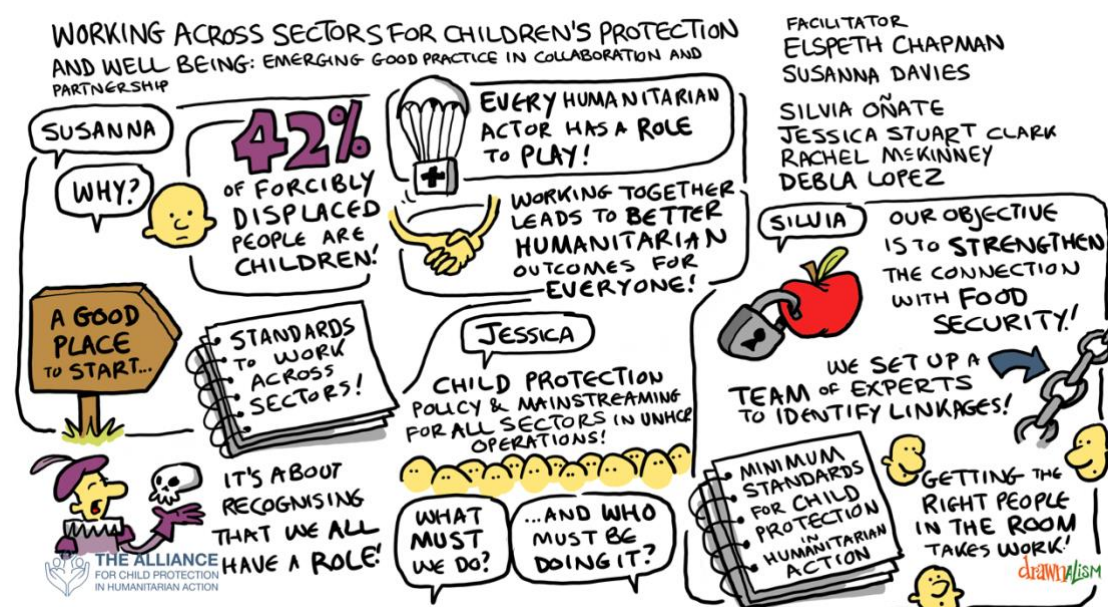 WORKING ACROSS SECTORS FOR CHILDREN'S PROTECTION
AND WELL BEING: EMERGING GOOD PRACTICE IN COLLABORATION AND
PARTNERSHIP
FACILITATOR
ELSPETH CHAPMAN
SUSANNA DAVIES
SILVIA OÑATE
JESSICA STUART CLARK
RACHEL MCKINNEY
DEBLA LOPEZ
SUSANNA
WHY?
42%
OF FORCIBLY
DISPLACED
PEOPLE ARE
CHILDREN!
EVERY HUMANITARIAN
ACTOR HAS A ROLE
TO PLAY!
WORKING TOGETHER
LEADS TO BETTER
HUMANITARIAN
OUTCOMES FOR
EVERYONE!
A GOOD
PLACE
TO START...
STANDARDS
TO WORK
ACROSS
SECTORS!
IT'S ABOUT
RECOGNISING
THAT WE ALL
HAVE A ROLE!
JESSICA
CHILD PROTECTION
POLICY & MAINSTREAMING
FOR ALL SECTORS IN UNHCR
OPERATIONS!
WHAT
MUST
WE DO?
...AND WHO
MUST BE
DOING IT?
SILVIA
OUR OBJECTIVE
IS TO STRENGTHEN
THE CONNECTION
WITH FOOD
SECURITY!
WE SET UP A
TEAM OF EXPERTS
TO IDENTIFY LINKAGES!
MINIMUM
STANDARDS
FOR CHILD
PROTECTION
IN
HUMANITARIAN
ACTION
GETTING THE
RIGHT PEOPLE
IN THE ROOM
TAKES WORK!
THE ALLIANCE
FOR CHILD PROTECTION
IN HUMANITARIAN ACTION
drawnalism